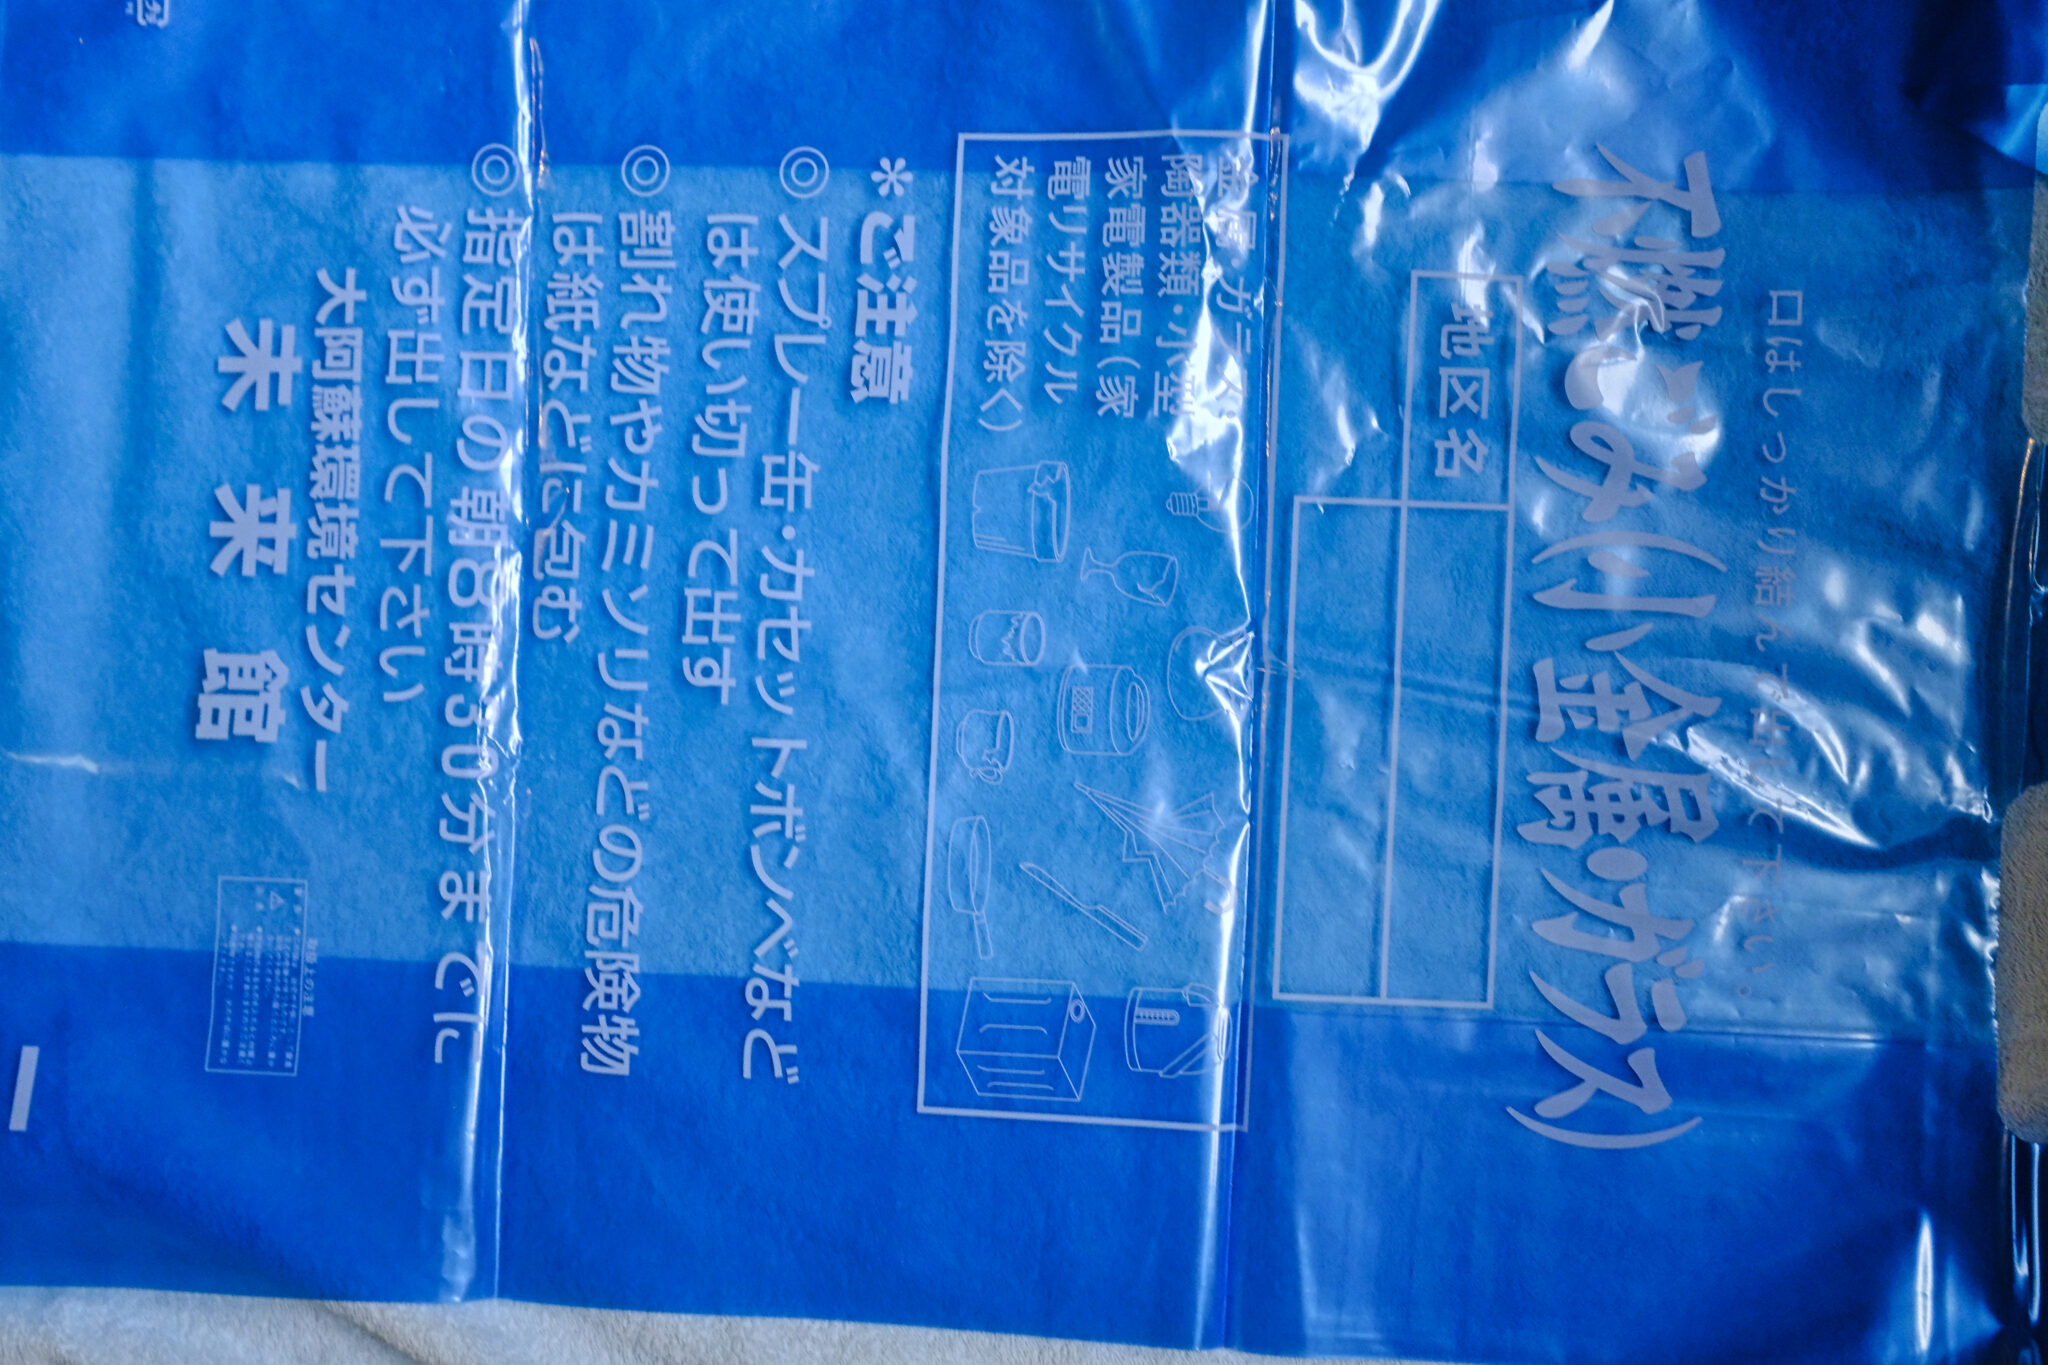 口はしっかり結んで出して下さい。
不燃ごみ(小金属・ガラス)
地区名
金属・ガラス・
陶器類・小型
家電製品(家
電リサイクル
対象品を除く)
*ご注意
◎スプレー缶・カセットボンベなど
は使い切って出す
◎割れ物やカミソリなどの危険物
は紙などに包む
◎指定日の朝8時30分までに
必ず出して下さい
大阿蘇環境センター
未来館
取扱上の注意